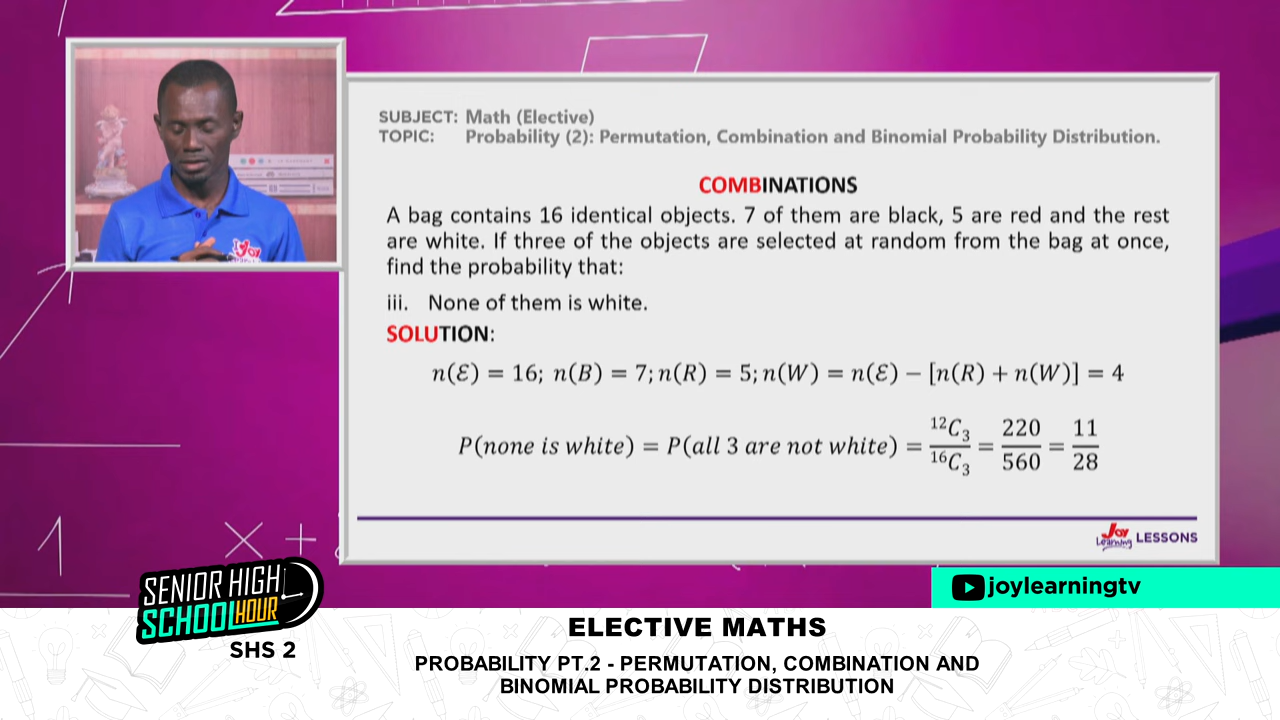 SUBJECT: Math (Elective)
TOPIC: Probability (2): Permutation, Combination and Binomial Probability Distribution.
COMBINATIONS
A bag contains 16 identical objects. 7 of them are black, 5 are red and the rest
are white. If three of the objects are selected at random from the bag at once,
find the probability that:
iii. None of them is white.
SOLUTION:
n(ℰ) = 16; n(B) = 7; n(R) = 5; n(W) = n(ℰ) − [n(R) + n(W)] = 4
P(none is white) = P(all 3 are not white) = ¹²C₃/¹⁶C₃ = 220/560 = 11/28
Joy Learning LESSONS
joylearningtv
SENIOR HIGH
SCHOOL HOUR
SHS 2
ELECTIVE MATHS
PROBABILITY PT.2 - PERMUTATION, COMBINATION AND
BINOMIAL PROBABILITY DISTRIBUTION